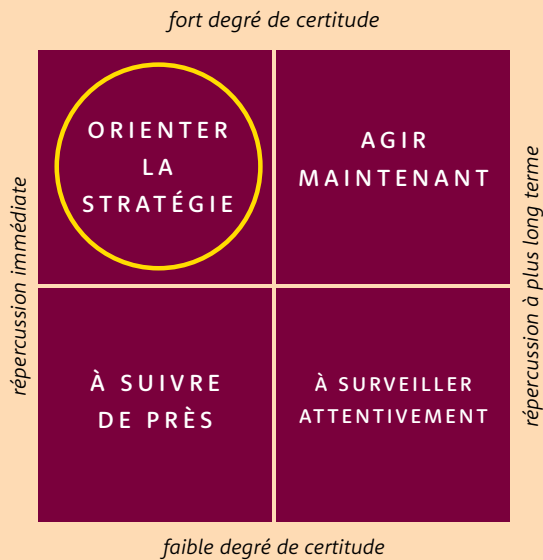 fort degré de certitude
ORIENTER
LA
STRATÉGIE
AGIR
MAINTENANT
répercussion immédiate
répercussion à plus long terme
À SUIVRE
DE PRÈS
À SURVEILLER
ATTENTIVEMENT
faible degré de certitude